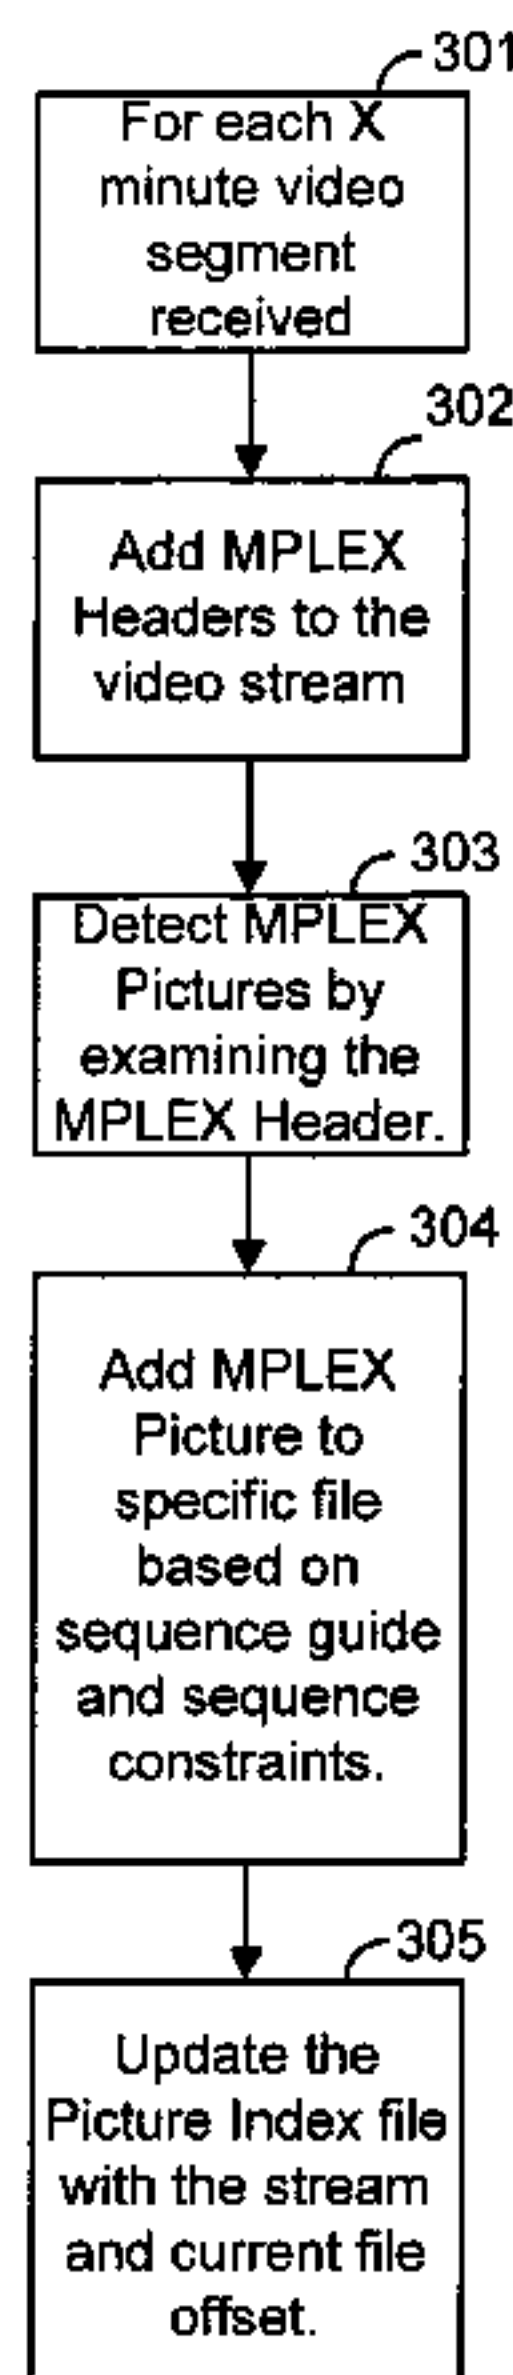 301
For each X
minute video
segment
received
302
Add MPLEX
Headers to the
video stream
303
Detect MPLEX
Pictures by
examining the
MPLEX Header.
304
Add MPLEX
Picture to
specific file
based on
sequence guide
and sequence
constraints.
305
Update the
Picture Index file
with the stream
and current file
offset.